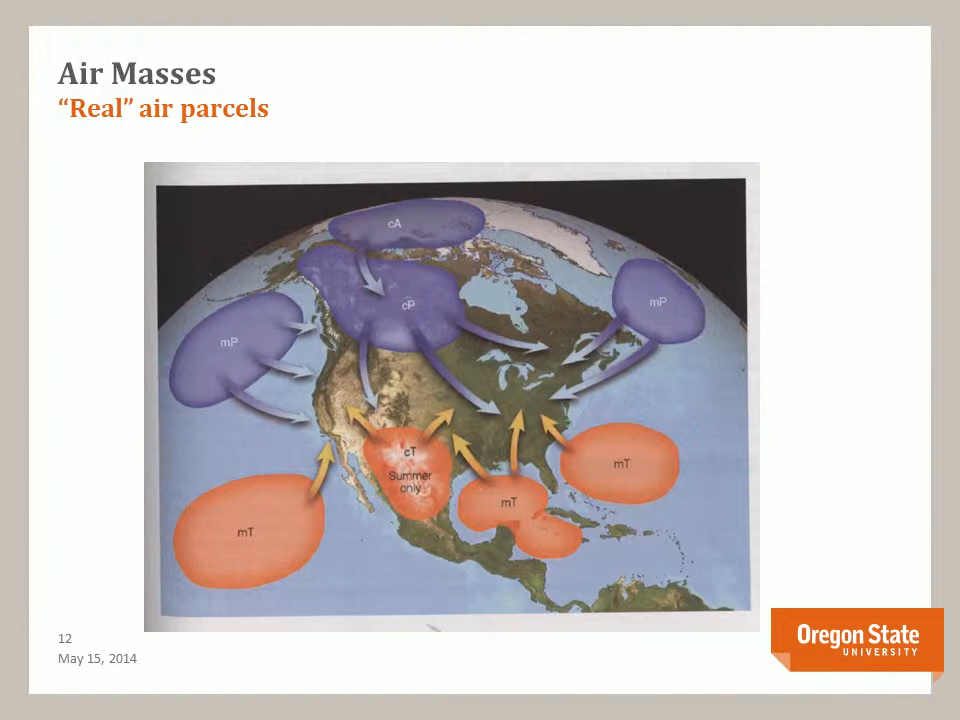 Air Masses
“Real” air parcels
cA
cP
mP
mP
cT
Summer
only
mT
mT
mT
12
May 15, 2014
Oregon State
UNIVERSITY